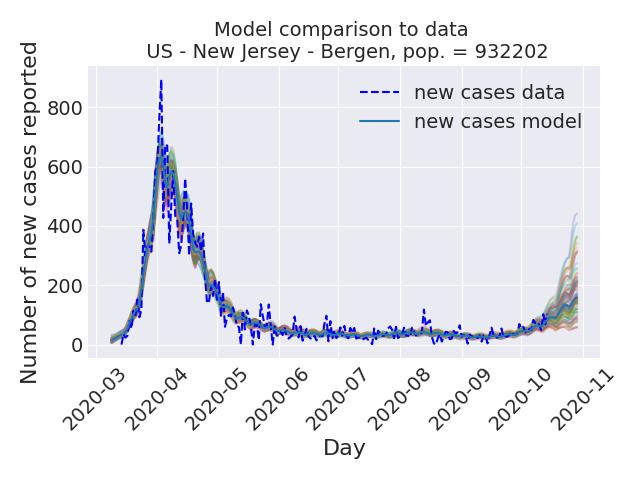 Model comparison to data
US - New Jersey - Bergen, pop. = 932202
Number of new cases reported
800
600
400
200
0
new cases data
new cases model
2020-03
2020-04
2020-05
2020-06
2020-07
2020-08
2020-09
2020-10
2020-11
Day